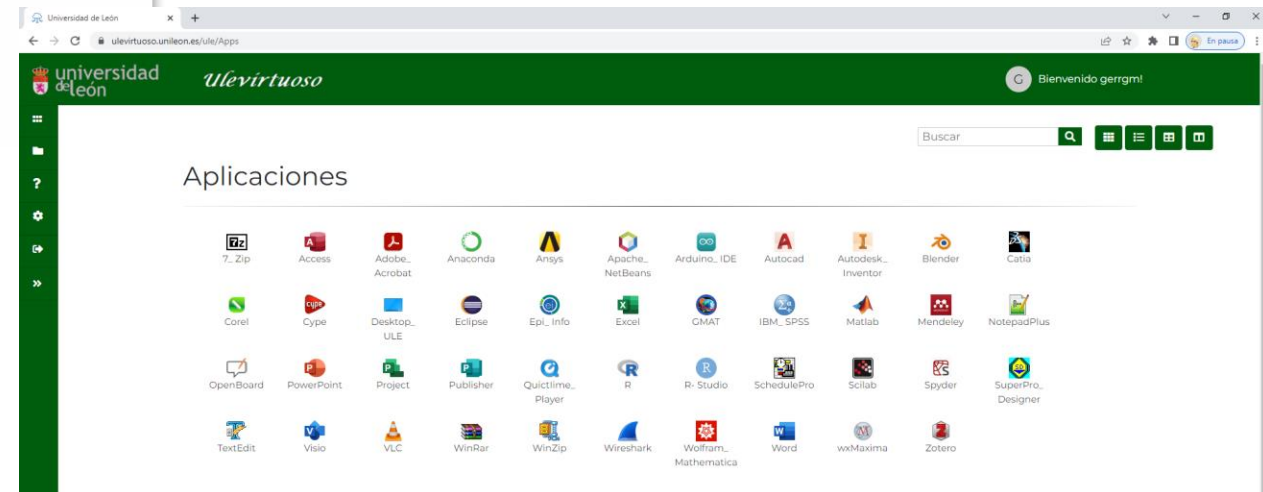 Universidad de León
ulevirtuoso.unileon.es/ule/Apps
En pausa
universidad
deleón
Ulevirtuoso
G
Bienvenido gerrgm!
Buscar
Aplicaciones
7_Zip Access Adobe_ Anaconda Ansys Apache_ Arduino_IDE Autocad Autodesk_ Blender Catia
Acrobat NetBeans Inventor
Corel Cype Desktop_ Eclipse Epi_Info Excel GMAT IBM_SPSS Matlab Mendeley NotepadPlus
ULE
OpenBoard PowerPoint Project Publisher Quictlime_ R R-Studio SchedulePro Scilab Spyder SuperPro_
Player Designer
TextEdit Visio VLC WinRar WinZip Wireshark Wolfram_ Word wxMaxima Zotero
Mathematica